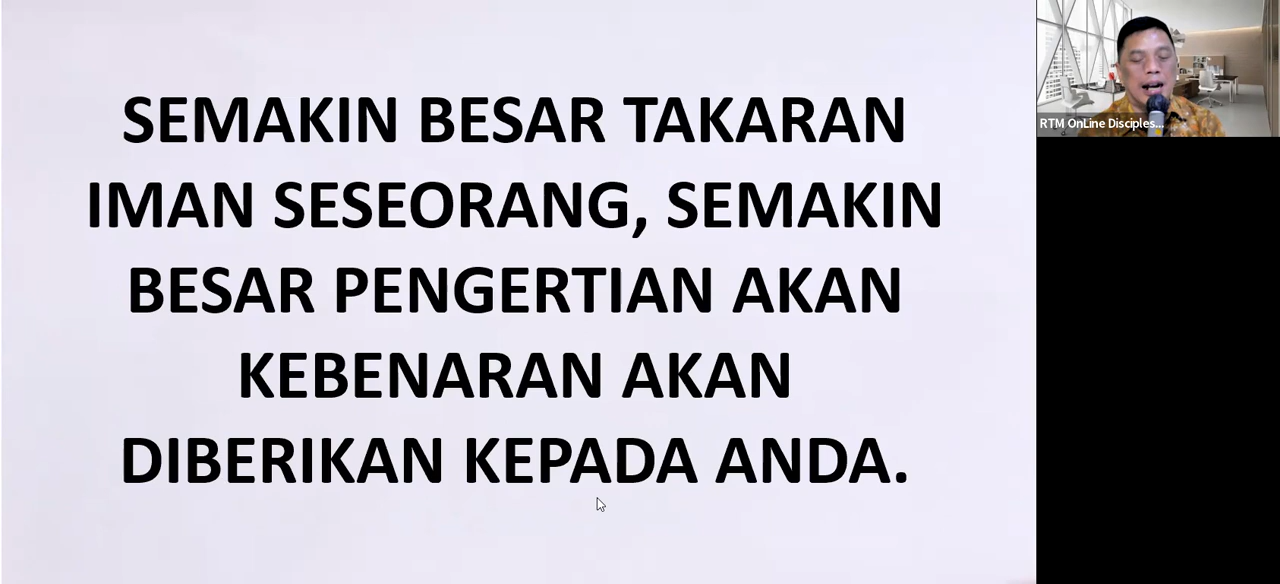 SEMAKIN BESAR TAKARAN
IMAN SESEORANG, SEMAKIN
BESAR PENGERTIAN AKAN
KEBENARAN AKAN
DIBERIKAN KEPADA ANDA.
RTM OnLine Disciples...